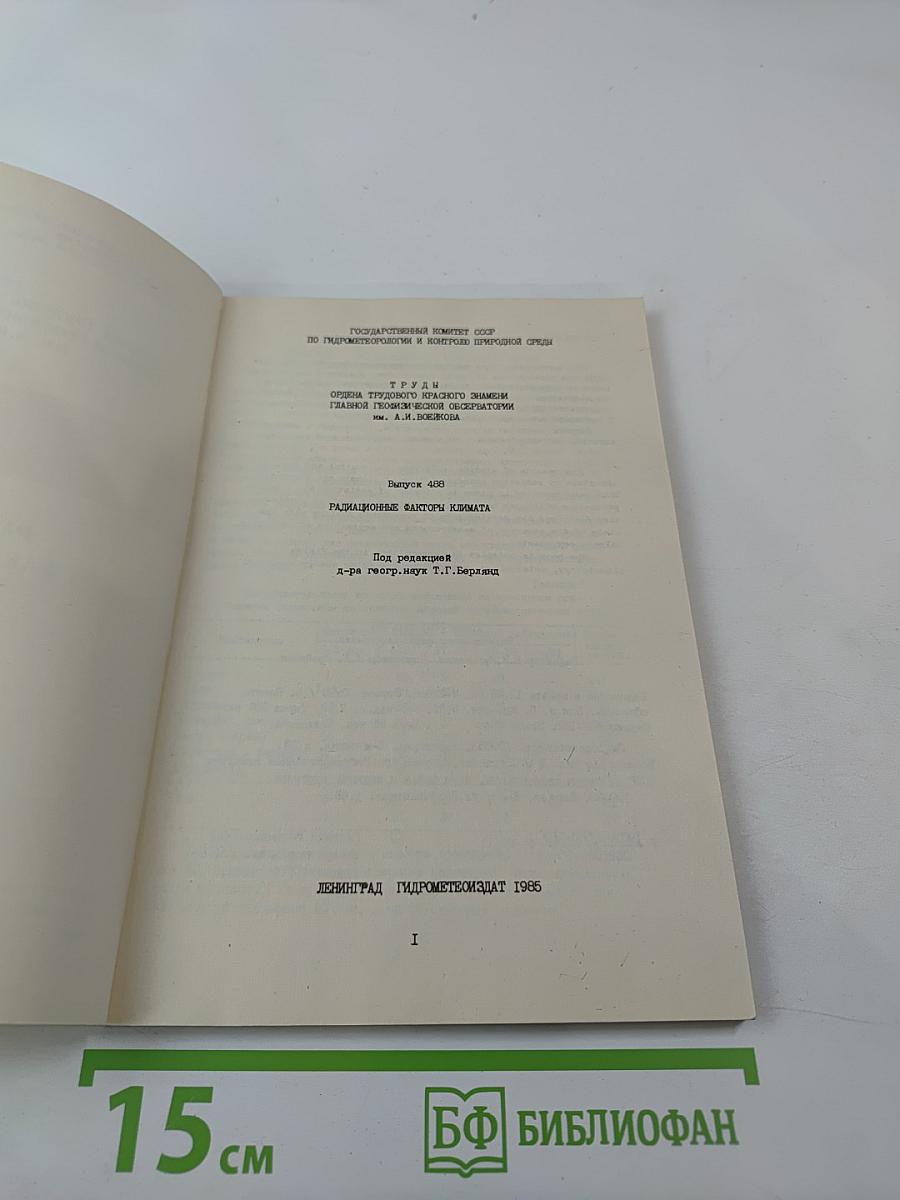 ГОСУДАРСТВЕННЫЙ КОМИТЕТ СССР
ПО ГИДРОМЕТЕОРОЛОГИИ И КОНТРОЛЮ ПРИРОДНОЙ СРЕДЫ
Т Р У Д Ы
ОРДЕНА ТРУДОВОГО КРАСНОГО ЗНАМЕНИ
ГЛАВНОЙ ГЕОФИЗИЧЕСКОЙ ОБСЕРВАТОРИИ
им. А.И.ВОЕЙКОВА
Выпуск 488
РАДИАЦИОННЫЕ ФАКТОРЫ КЛИМАТА
Под редакцией
д-ра геогр.наук Т.Г.Берлянд
ЛЕНИНГРАД ГИДРОМЕТЕОИЗДАТ 1985
I
15 см
БФ БИБЛИОФАН